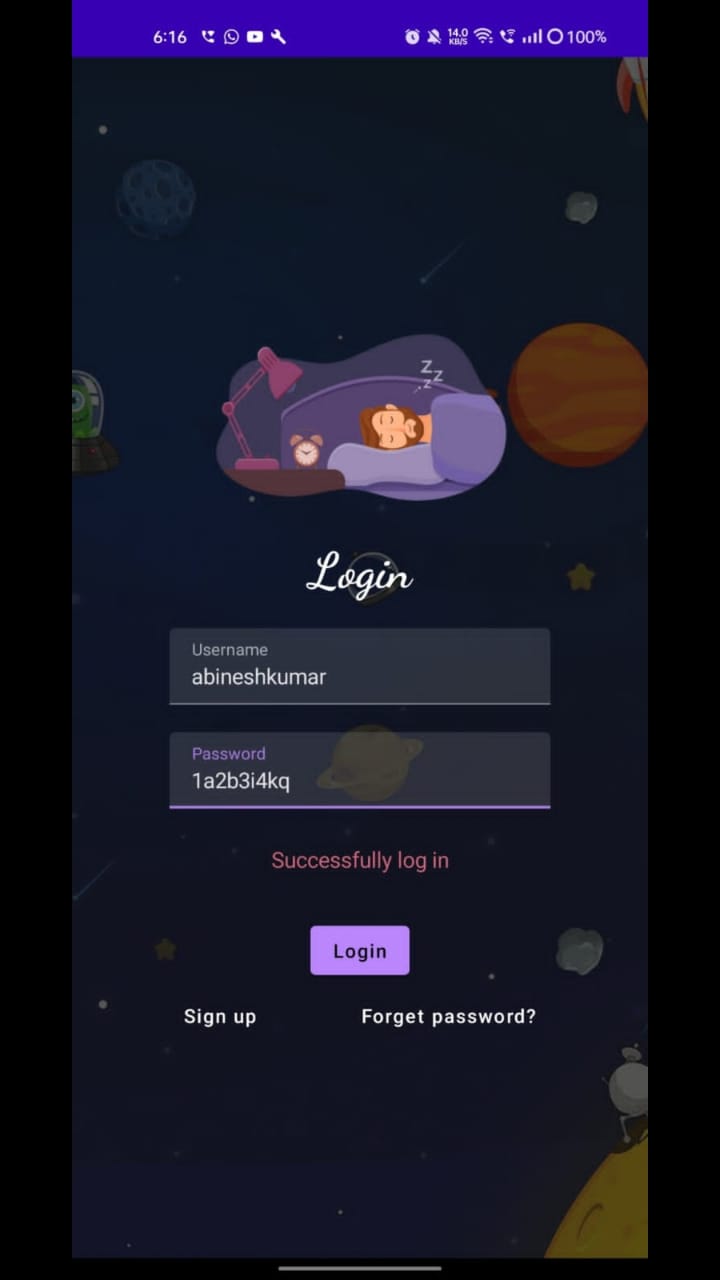 6:16 14.0 KB/S 100%
z z z
Login
Username
abineshkumar
Password
1a2b3i4kq
Successfully log in
Login
Sign up Forget password?